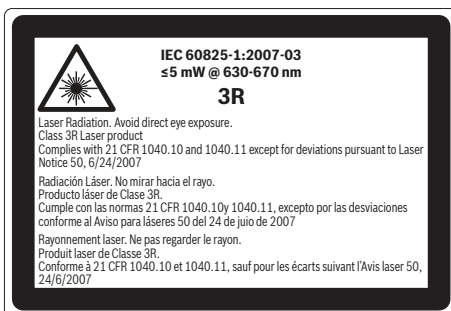 IEC 60825-1:2007-03
≤5 mW @ 630-670 nm
3R
Laser Radiation. Avoid direct eye exposure.
Class 3R Laser product
Complies with 21 CFR 1040.10 and 1040.11 except for deviations pursuant to Laser
Notice 50, 6/24/2007
Radiación Láser. No mirar hacia el rayo.
Producto láser de Clase 3R.
Cumple con las normas 21 CFR 1040.10y 1040.11, excepto por las desviaciones
conforme al Aviso para láseres 50 del 24 de juio de 2007
Rayonnement laser. Ne pas regarder le rayon.
Produit laser de Classe 3R.
Conforme à 21 CFR 1040.10 et 1040.11, sauf pour les écarts suivant l'Avis laser 50,
24/6/2007